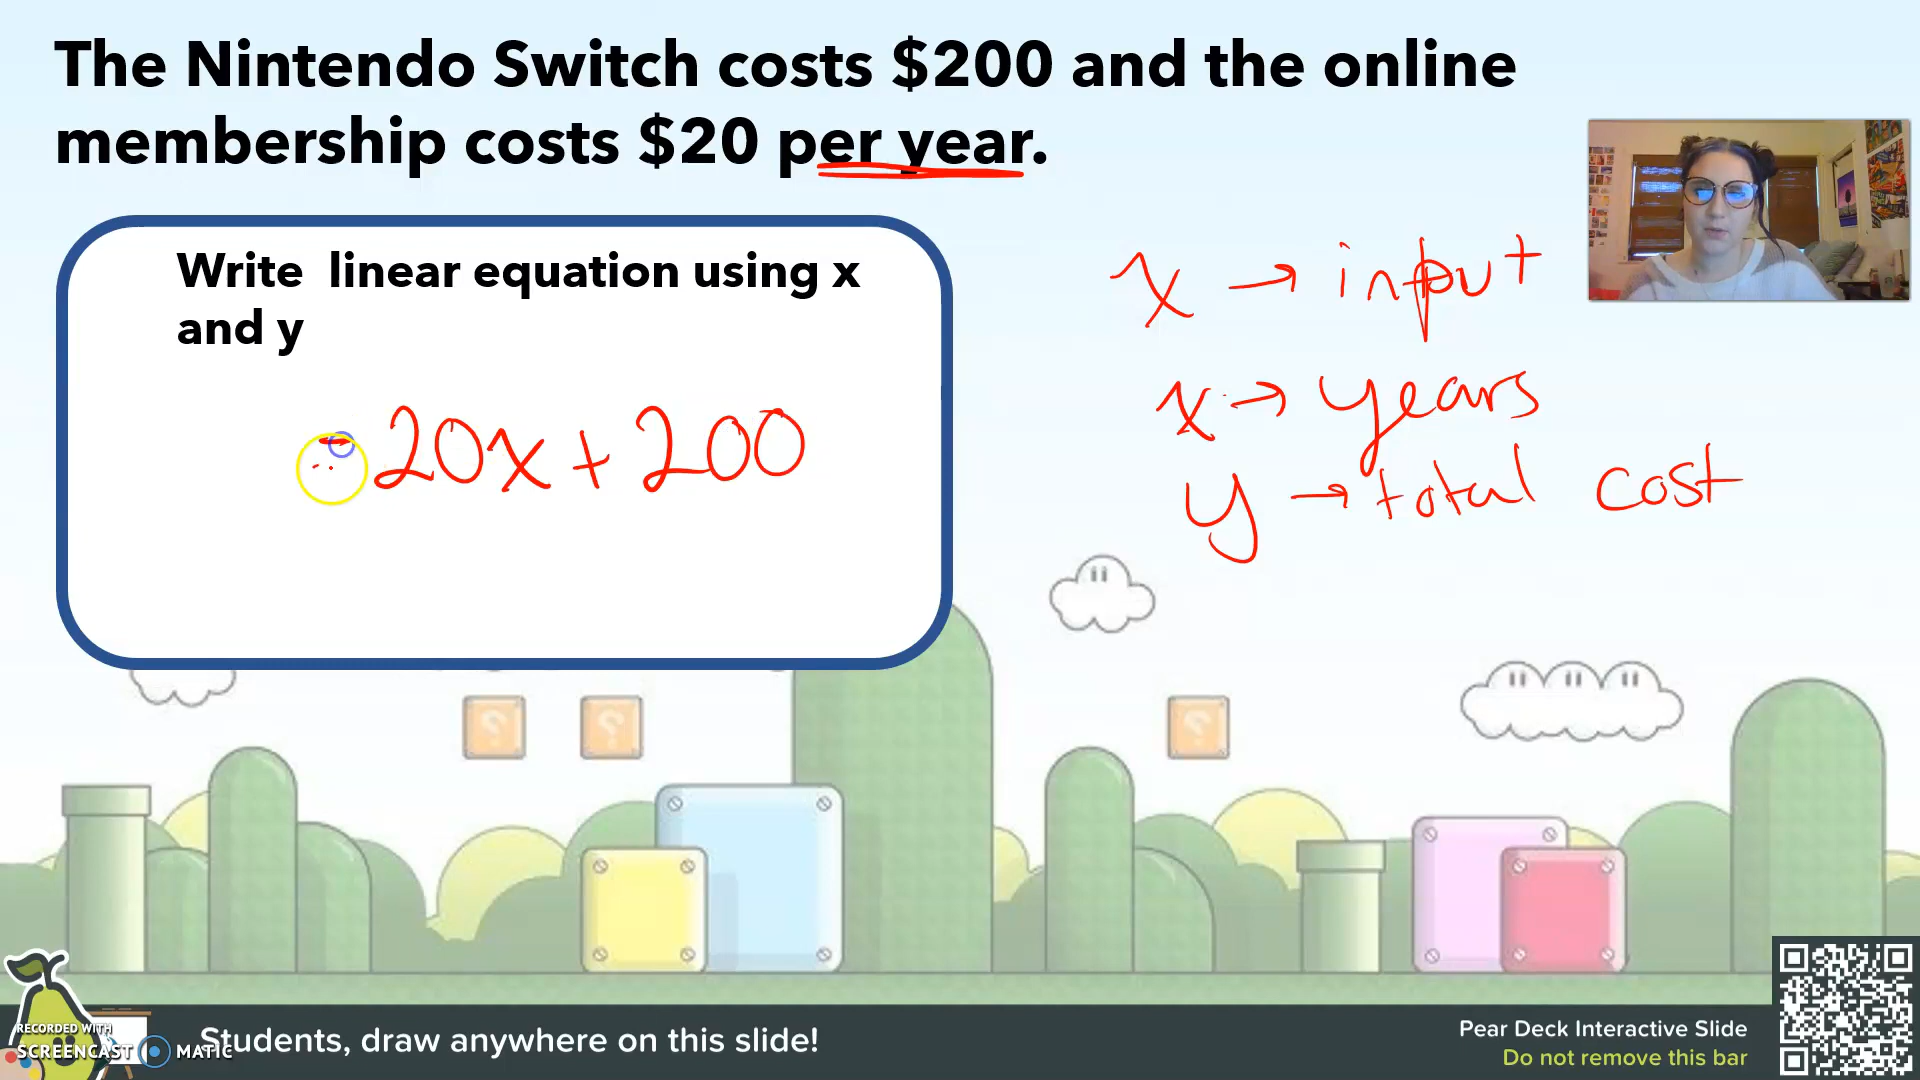 The Nintendo Switch costs $200 and the online
membership costs $20 per year.
Write linear equation using x
and y
= 20x + 200
x → input
x → years
y → total cost
RECORDED WITH
SCREENCAST MATIC
Students, draw anywhere on this slide!
Pear Deck Interactive Slide
Do not remove this bar